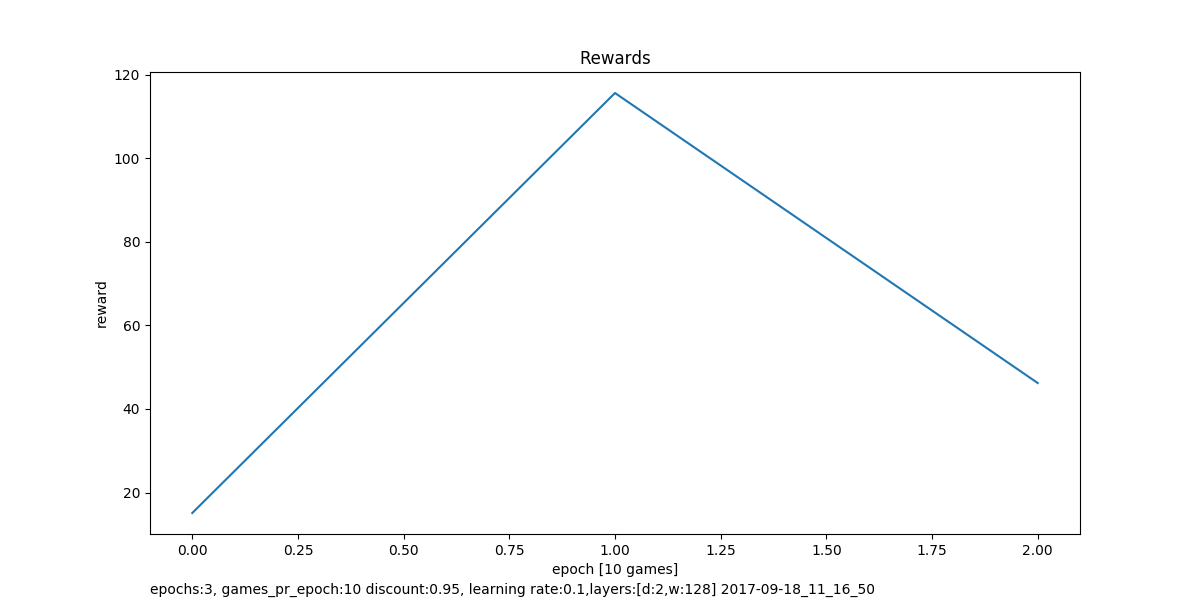 Rewards
120
100
80
60
40
20
reward
0.00 0.25 0.50 0.75 1.00 1.25 1.50 1.75 2.00
epoch [10 games]
epochs:3, games_pr_epoch:10 discount:0.95, learning rate:0.1,layers:[d:2,w:128] 2017-09-18_11_16_50